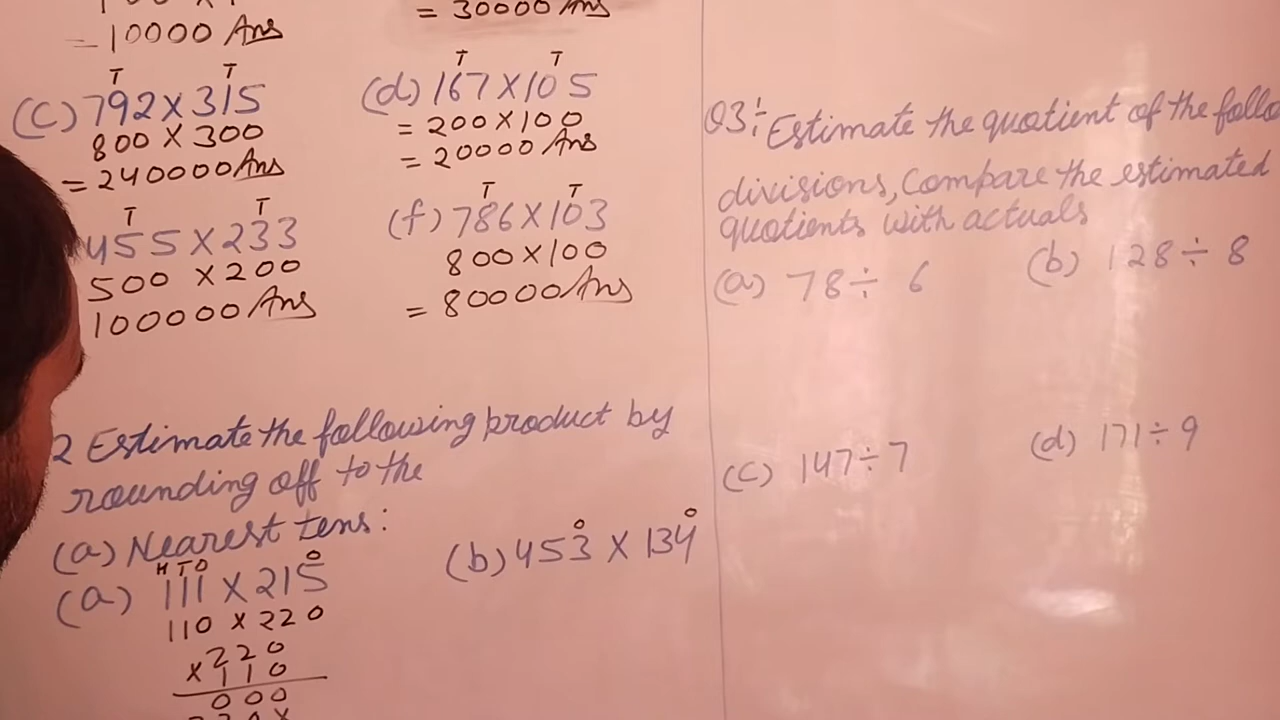 = 10000 Ans
= 30000 Ans
T T
(C) 792 X 315
800 X 300
= 240000 Ans
T T
(d) 167 X 105
= 200 X 100
= 20000 Ans
T T
455 X 233
500 X 200
100000 Ans
T T
(f) 786 X 103
800 X 100
= 80000 Ans
2 Estimate the following product by
rounding off to the
(a) Nearest tens:
H T O O
(a) 111 X 215
110 X 220
220
X 110
000
O O
(b) 453 X 134
Q3:- Estimate the quotient of the follo
divisions, Compare the estimated
quotients with actuals
(a) 78 ÷ 6
(b) 128 ÷ 8
(C) 147 ÷ 7
(d) 171 ÷ 9